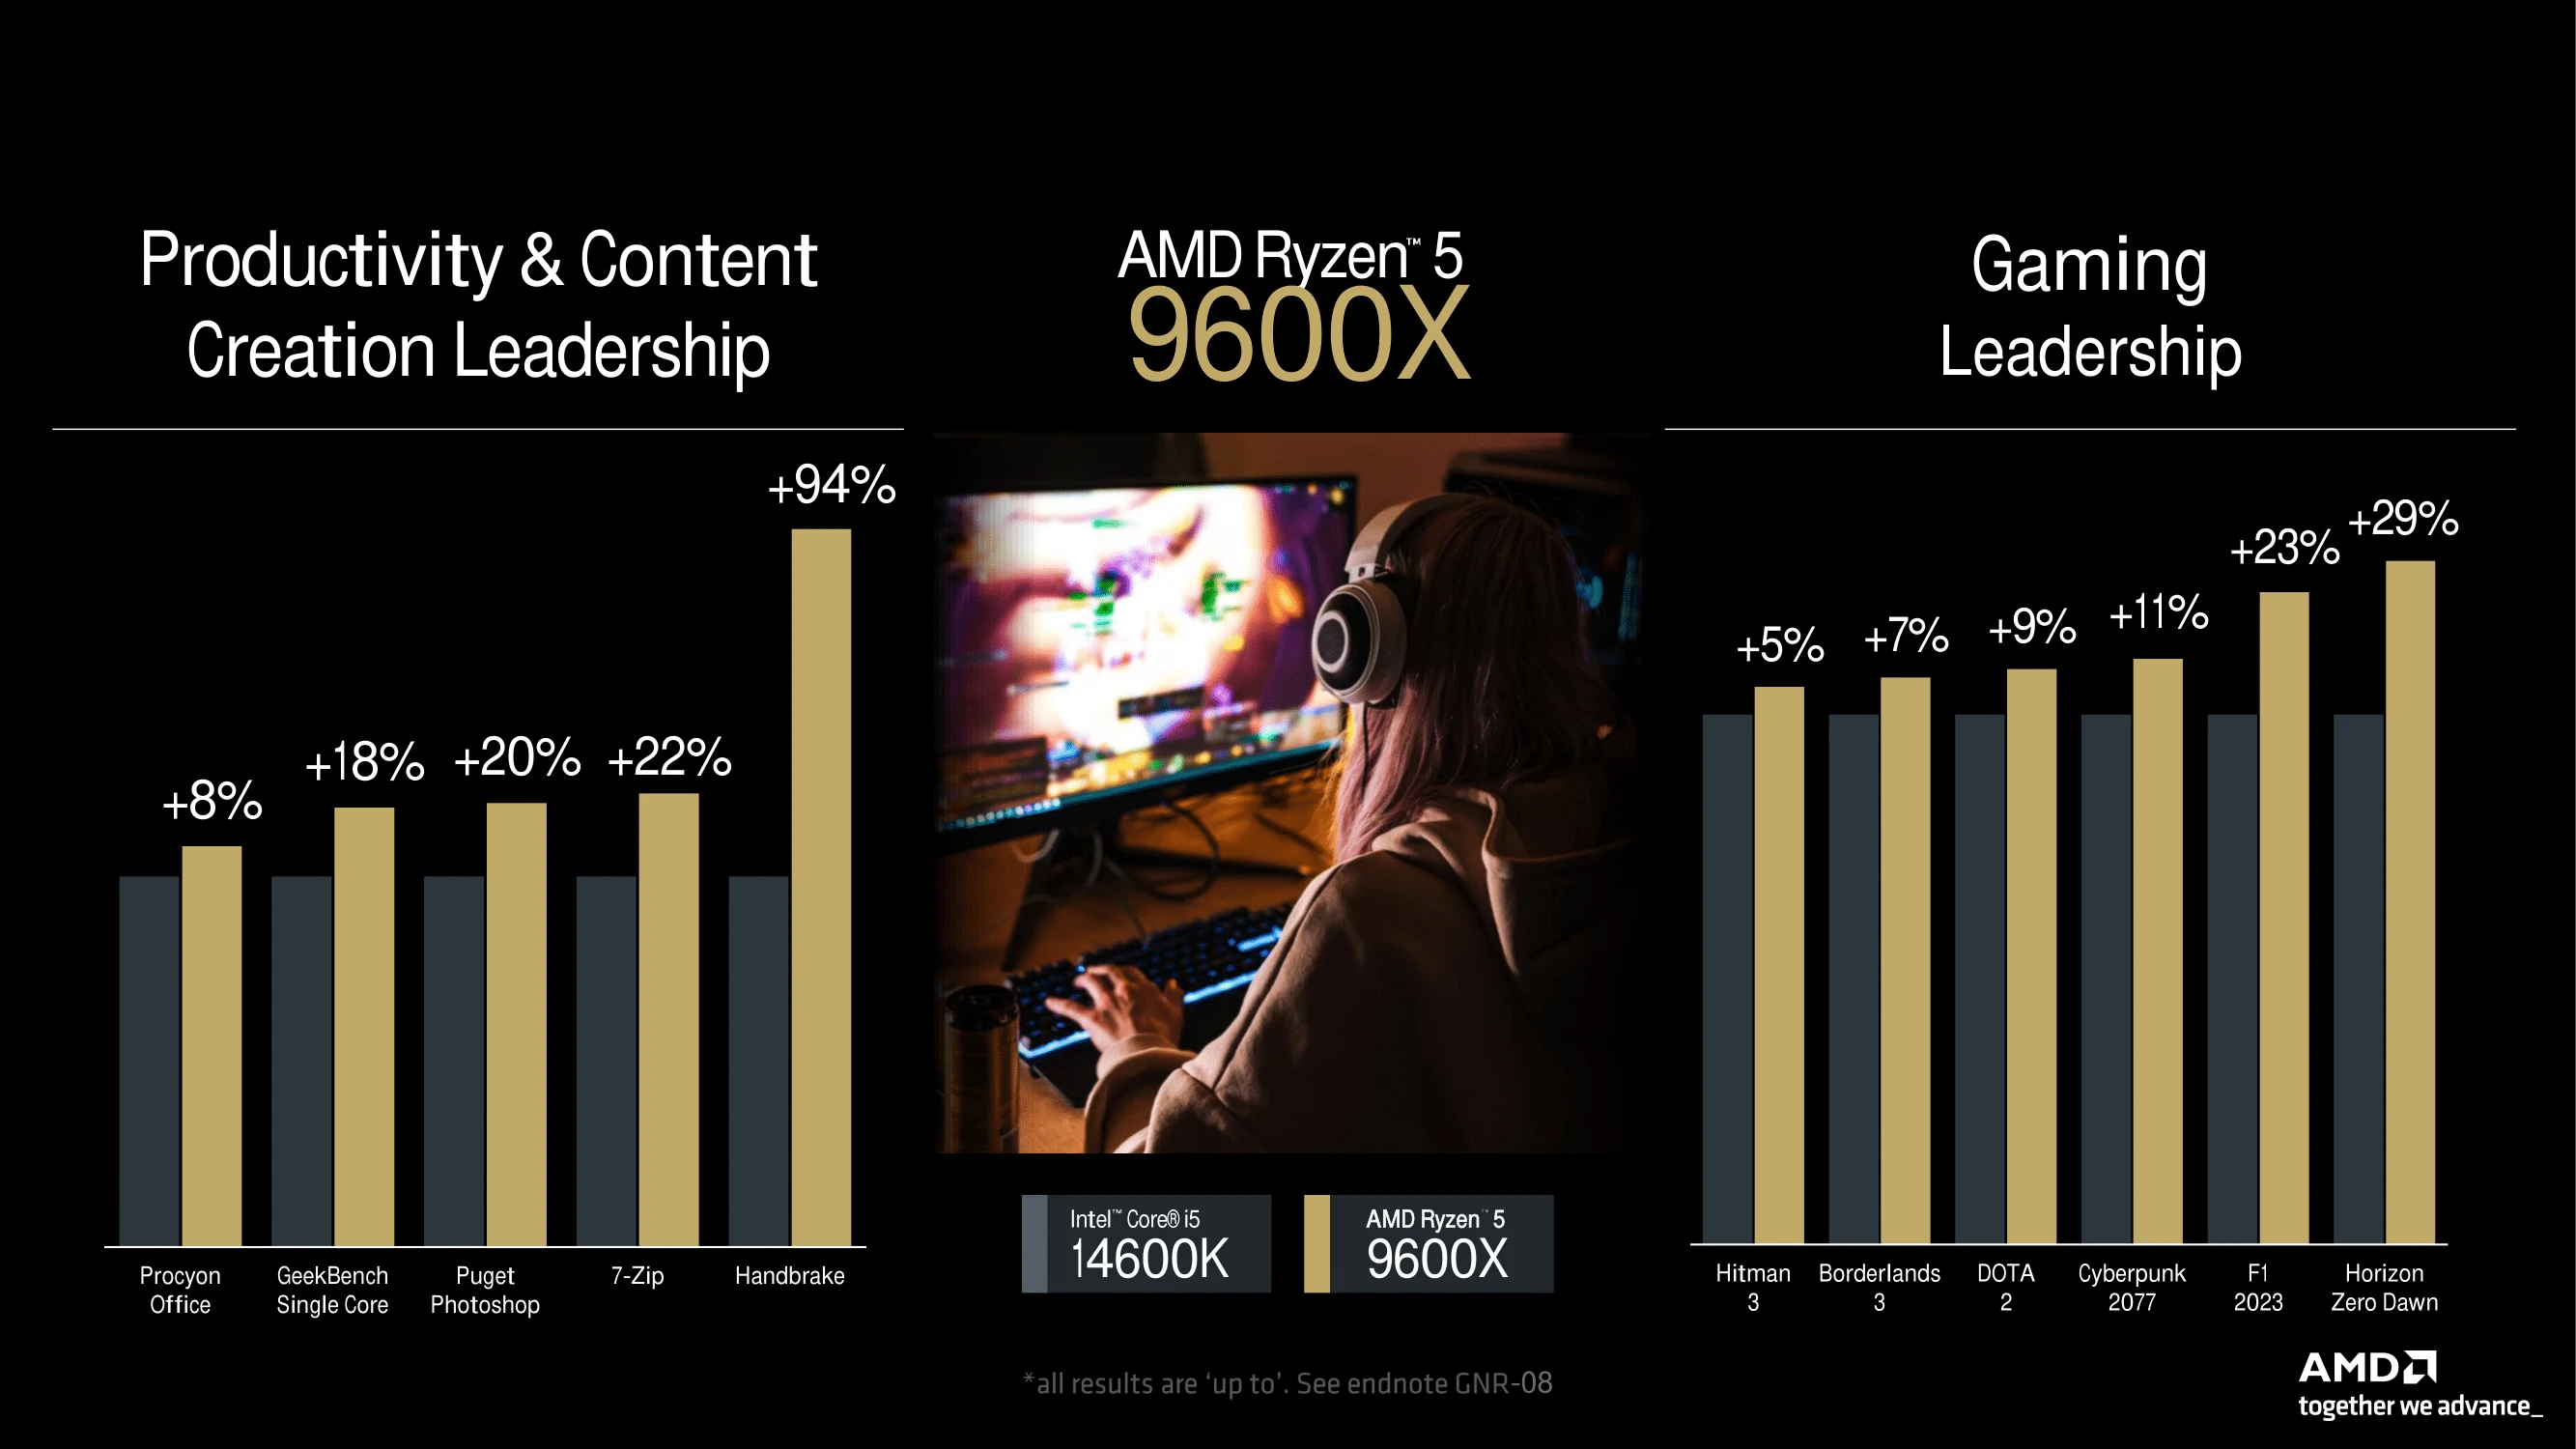 Productivity & Content
Creation Leadership
+8%
+18%
+20%
+22%
+94%
Procyon
Office
GeekBench
Single Core
Puget
Photoshop
7-Zip
Handbrake
AMD Ryzen™ 5
9600X
Intel™ Core® i5
14600K
AMD Ryzen™ 5
9600X
*all results are ‘up to’. See endnote GNR-08
Gaming
Leadership
+5%
+7%
+9%
+11%
+23%
+29%
Hitman
3
Borderlands
3
DOTA
2
Cyberpunk
2077
F1
2023
Horizon
Zero Dawn
AMD
together we advance_